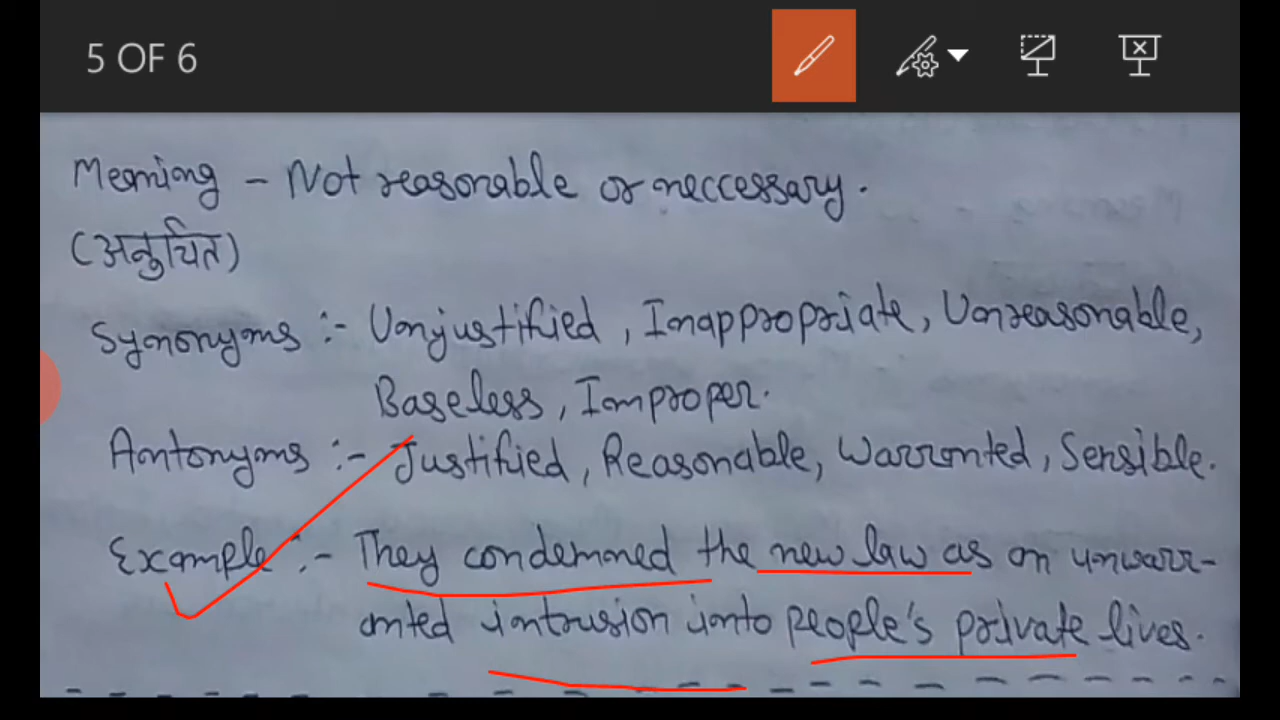 5 OF 6
Meaning - Not reasonable or neccessary.
(अनुचित)
Synonyms :- Unjustified, Inappropriate, Unreasonable,
Baseless, Improper.
Antonyms :- Justified, Reasonable, Warranted, Sensible.
Example :- They condemned the new law as an unwarr-
anted intrusion into people's private lives.